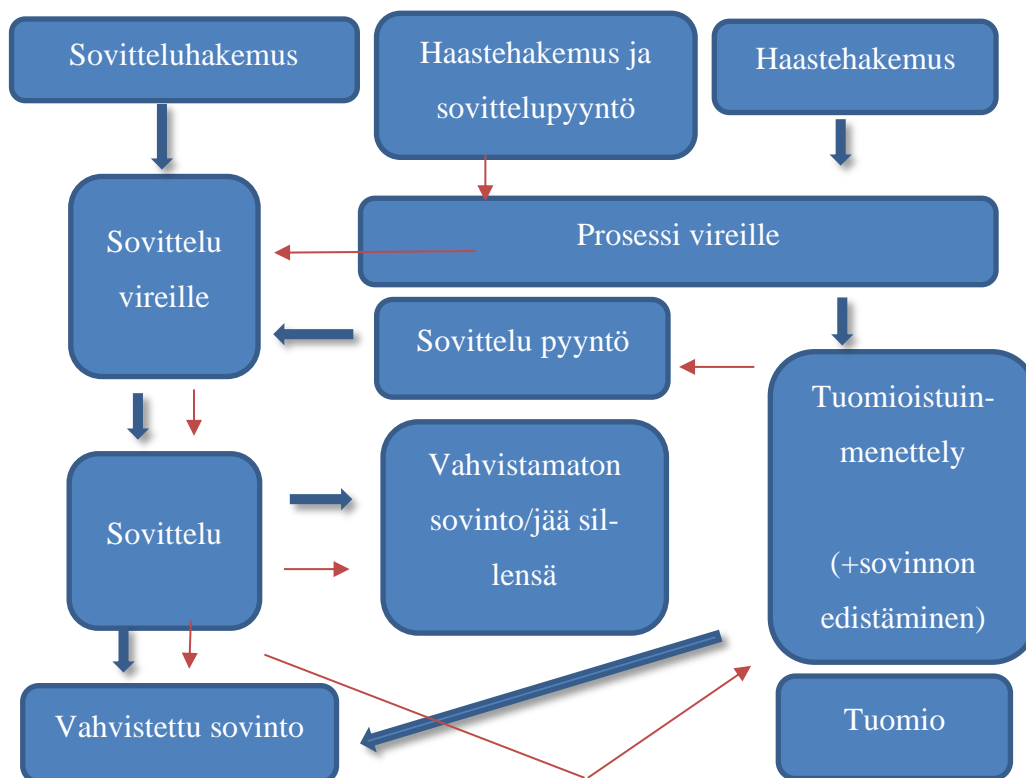 Sovitteluhakemus
Haastehakemus ja
sovittelupyyntö
Haastehakemus
Sovittelu
vireille
Prosessi vireille
Sovittelu pyyntö
Tuomioistuin-
menettely
(+sovinnon
edistäminen)
Sovittelu
Vahvistamaton
sovinto/jää sil-
lensä
Vahvistettu sovinto
Tuomio